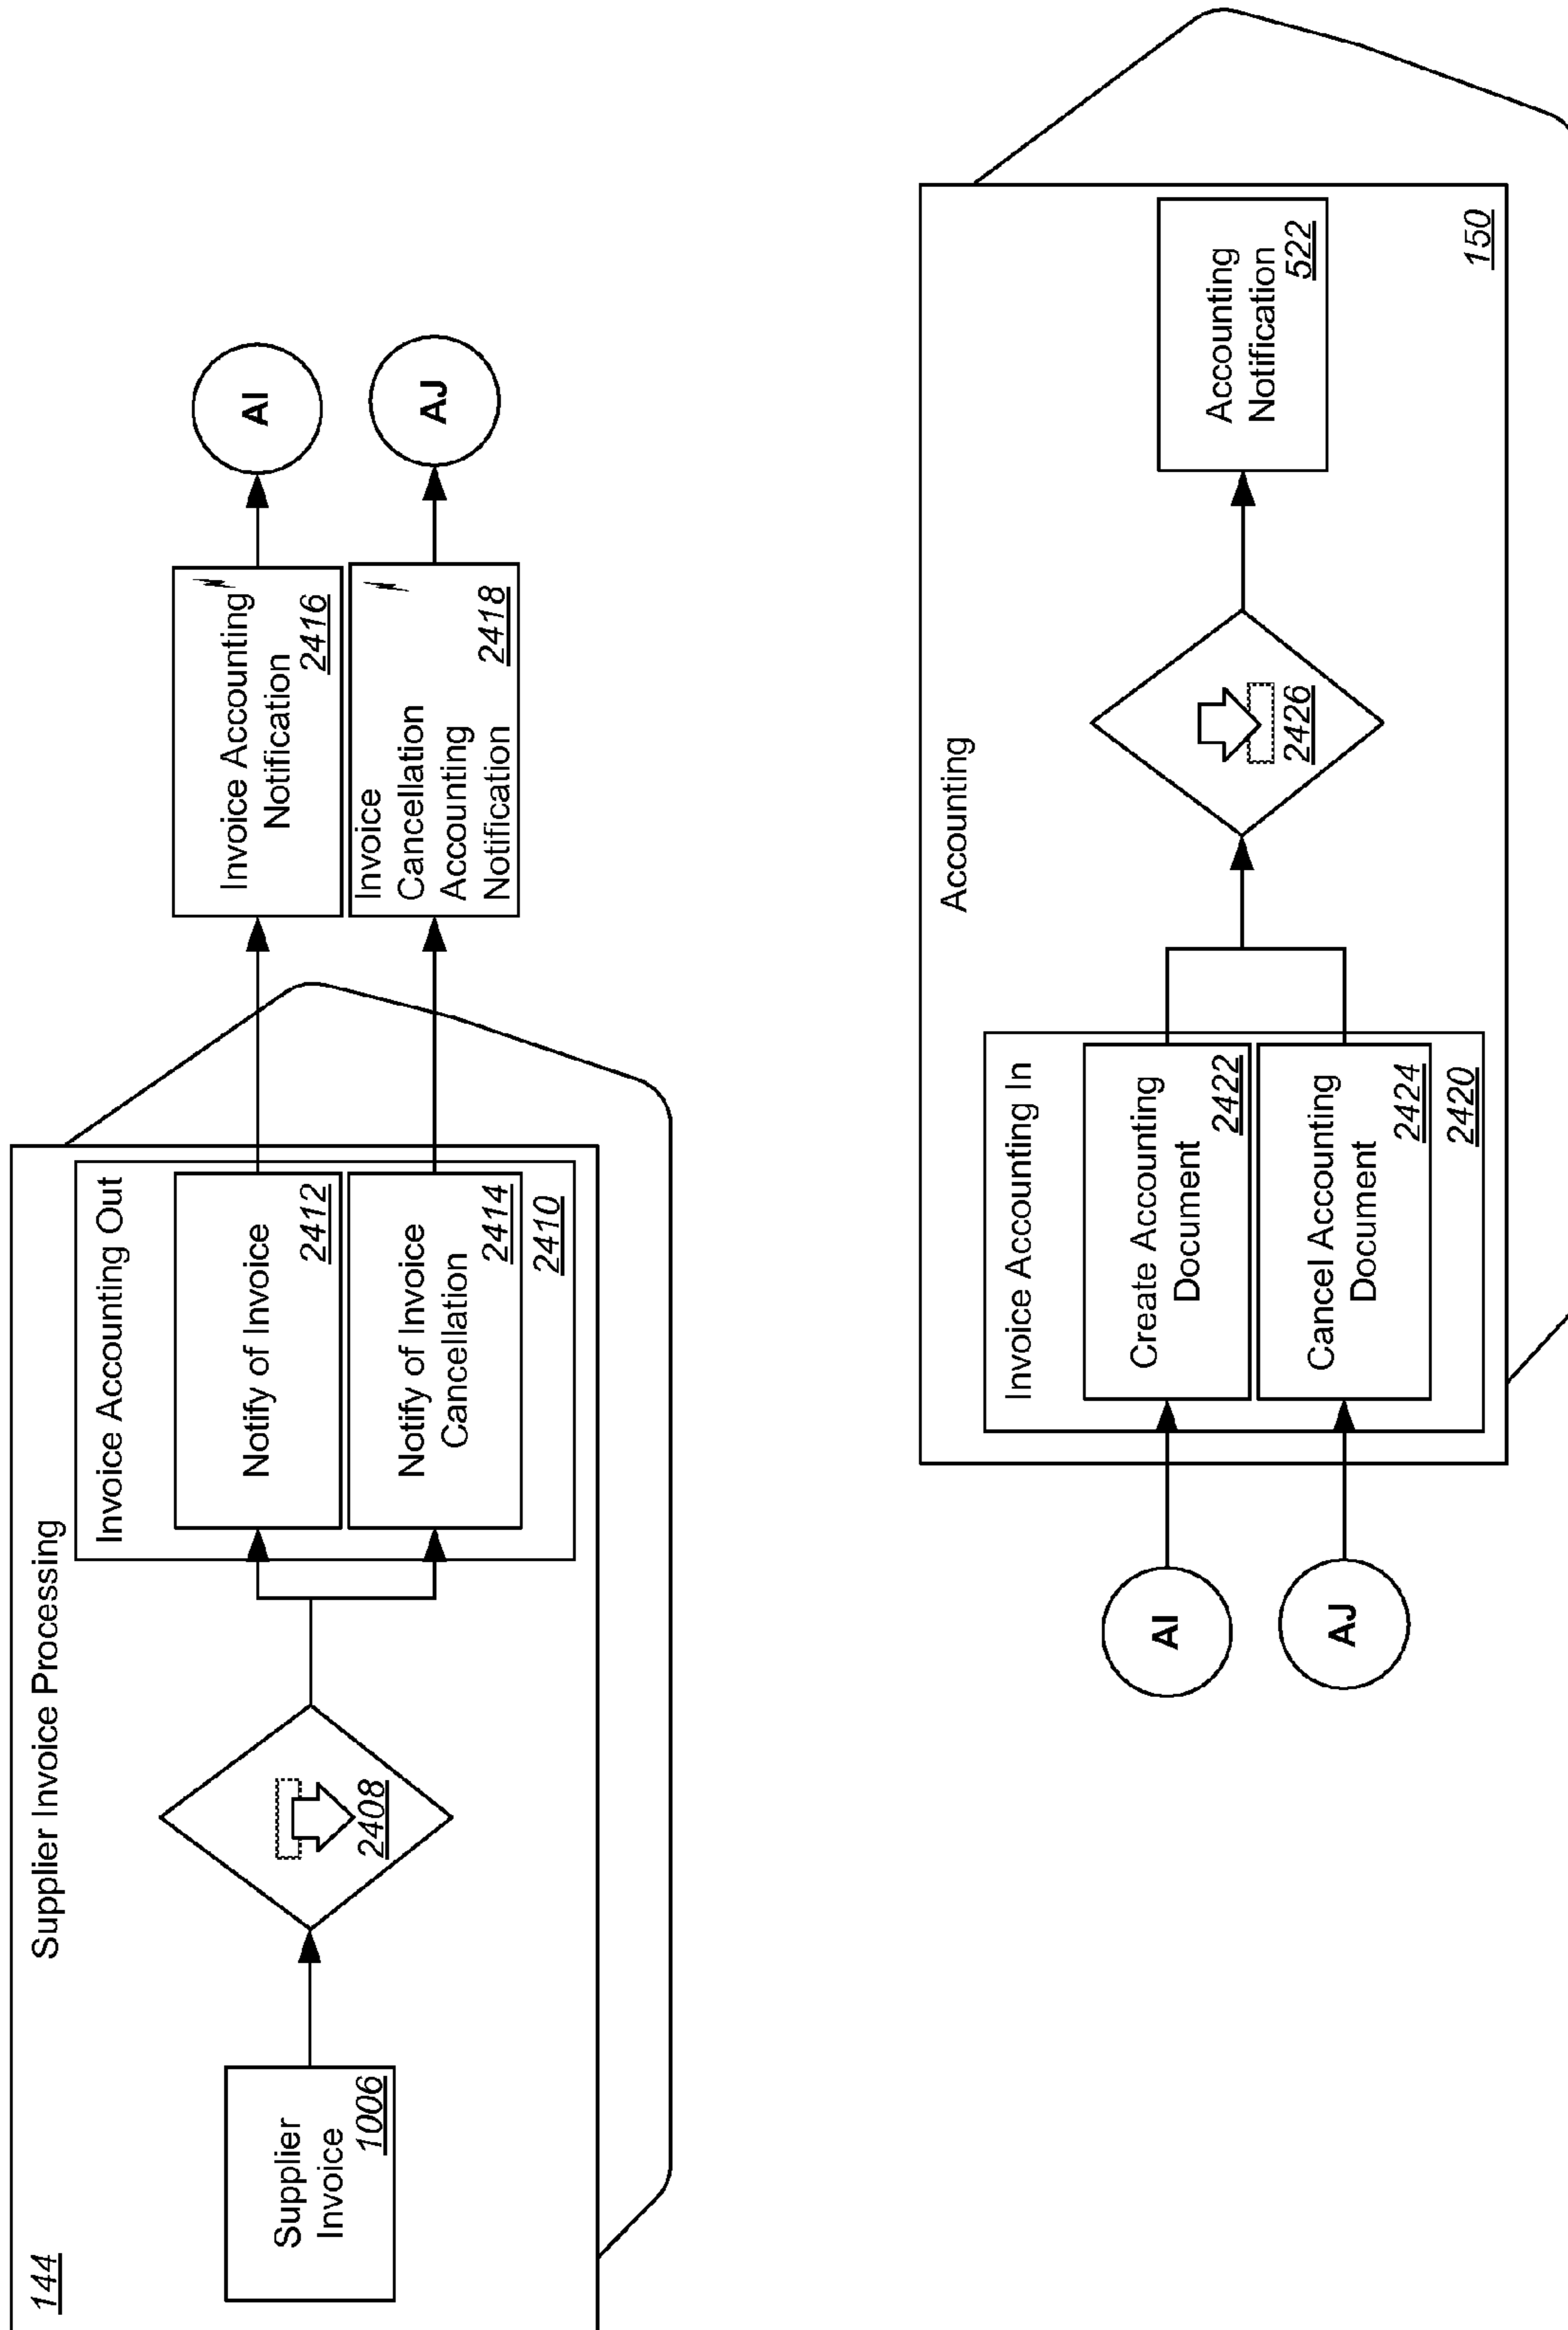 144
Supplier Invoice Processing
Supplier
Invoice
1006
2408
Invoice Accounting Out
Notify of Invoice
2412
Notify of Invoice
Cancellation
2414
2410
Invoice Accounting
Notification
2416
Invoice
Cancellation
Accounting
Notification
2418
AI
AJ
AI
AJ
Accounting
Invoice Accounting In
Create Accounting
Document
2422
Cancel Accounting
Document
2424
2420
2426
Accounting
Notification
522
150